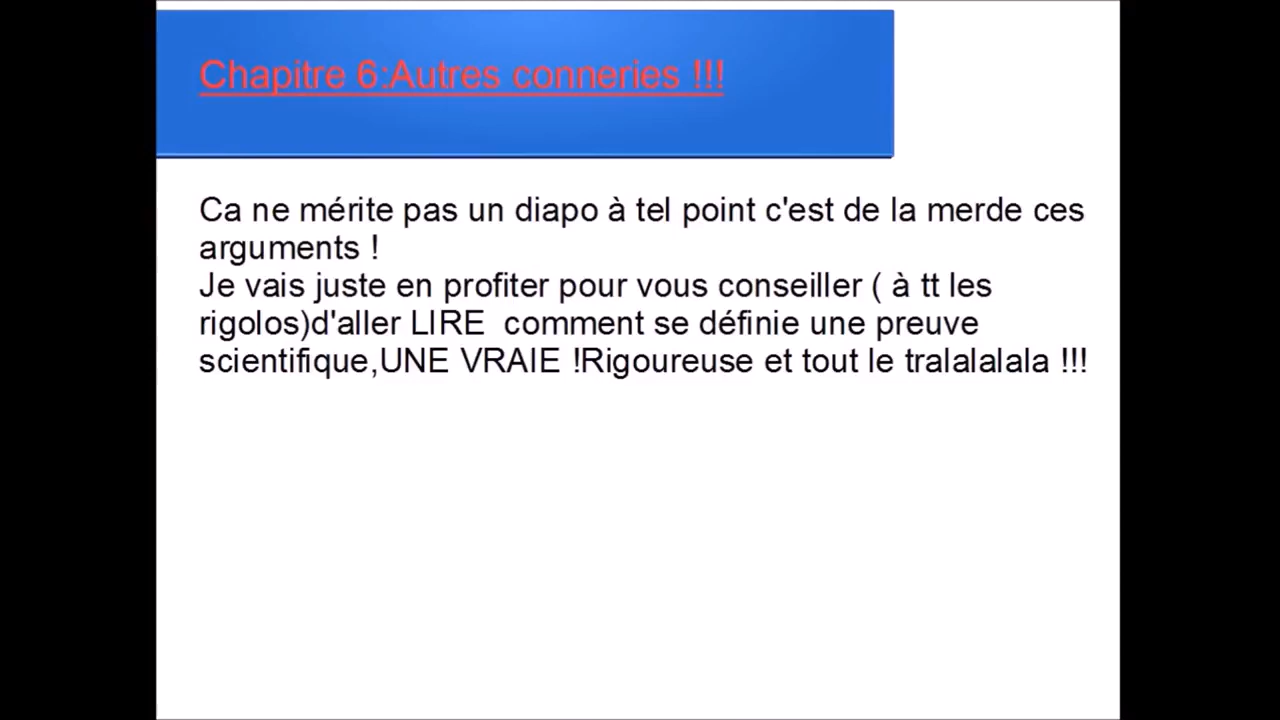 Chapitre 6:Autres conneries !!!
Ca ne mérite pas un diapo à tel point c'est de la merde ces
arguments !
Je vais juste en profiter pour vous conseiller ( à tt les
rigolos)d'aller LIRE  comment se définie une preuve
scientifique,UNE VRAIE !Rigoureuse et tout le tralalalala !!!